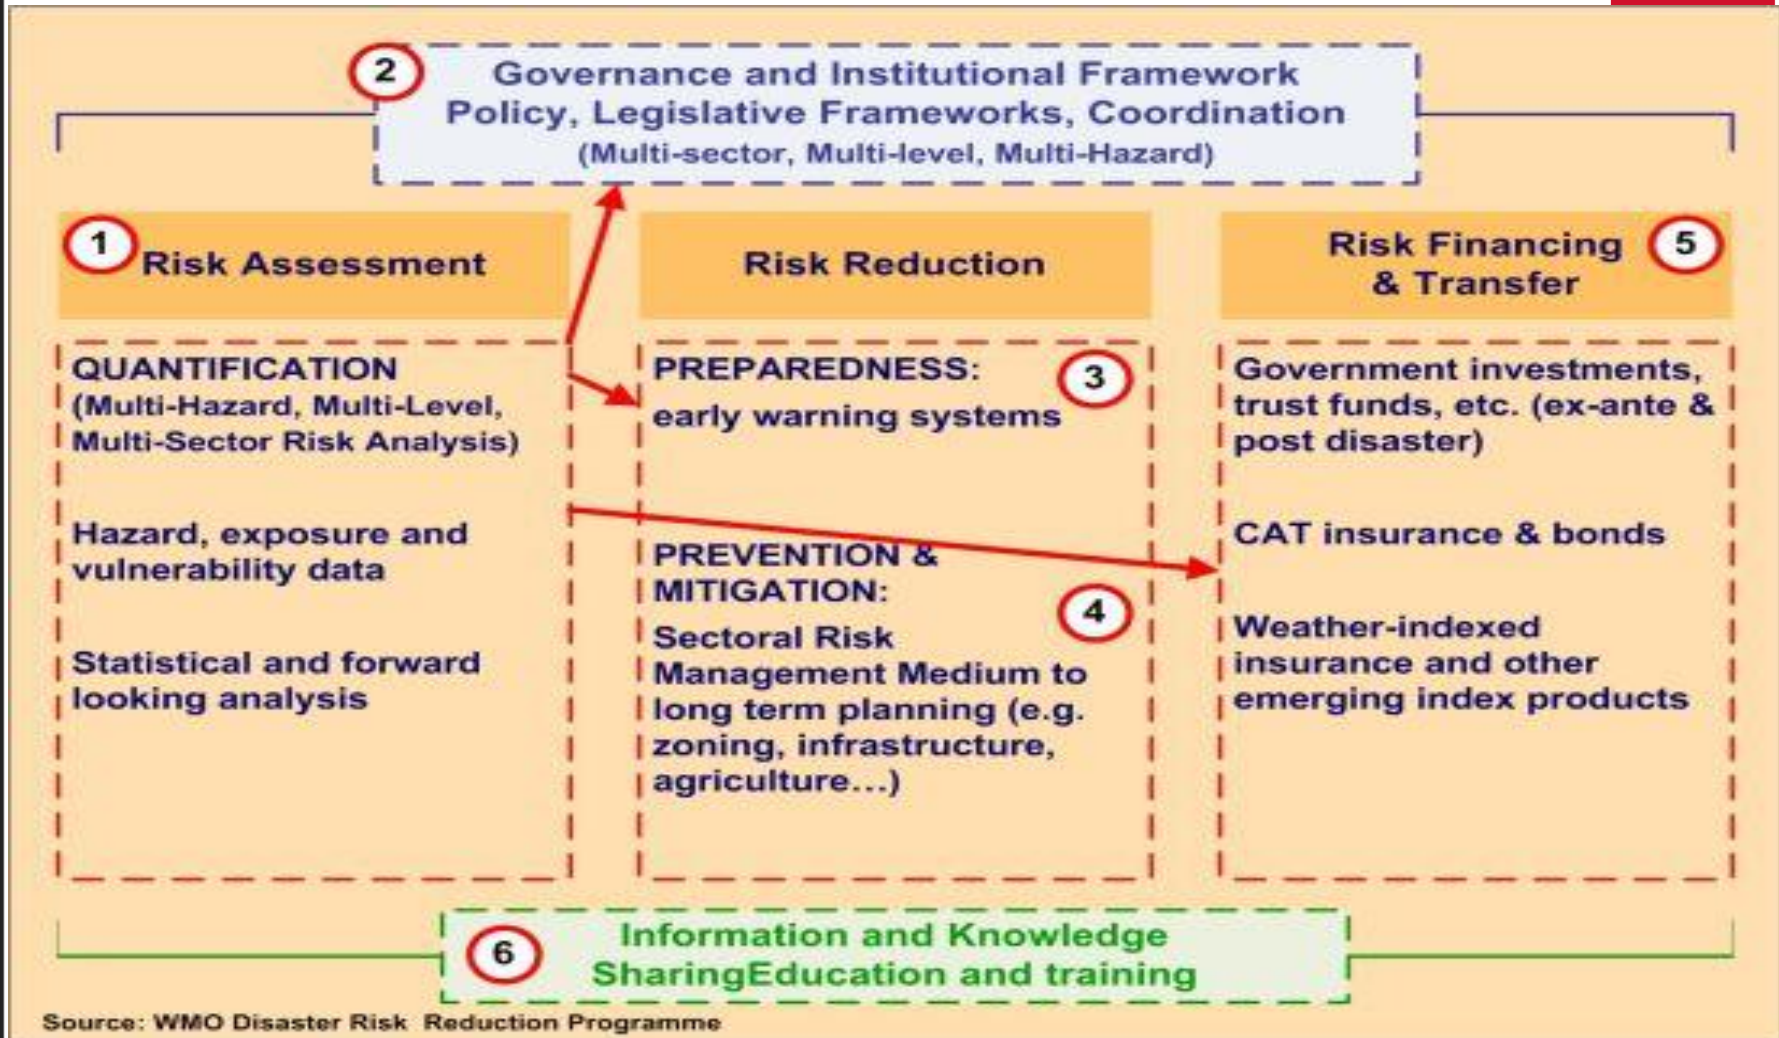 2
Governance and Institutional Framework
Policy, Legislative Frameworks, Coordination
(Multi-sector, Multi-level, Multi-Hazard)
1
Risk Assessment
QUANTIFICATION
(Multi-Hazard, Multi-Level,
Multi-Sector Risk Analysis)
Hazard, exposure and
vulnerability data
Statistical and forward
looking analysis
Risk Reduction
PREPAREDNESS:
3
early warning systems
PREVENTION &
MITIGATION:
4
Sectoral Risk
Management Medium to
long term planning (e.g.
zoning, infrastructure,
agriculture...)
Risk Financing
& Transfer
5
Government investments,
trust funds, etc. (ex-ante &
post disaster)
CAT insurance & bonds
Weather-indexed
insurance and other
emerging index products
6
Information and Knowledge
SharingEducation and training
Source: WMO Disaster Risk Reduction Programme